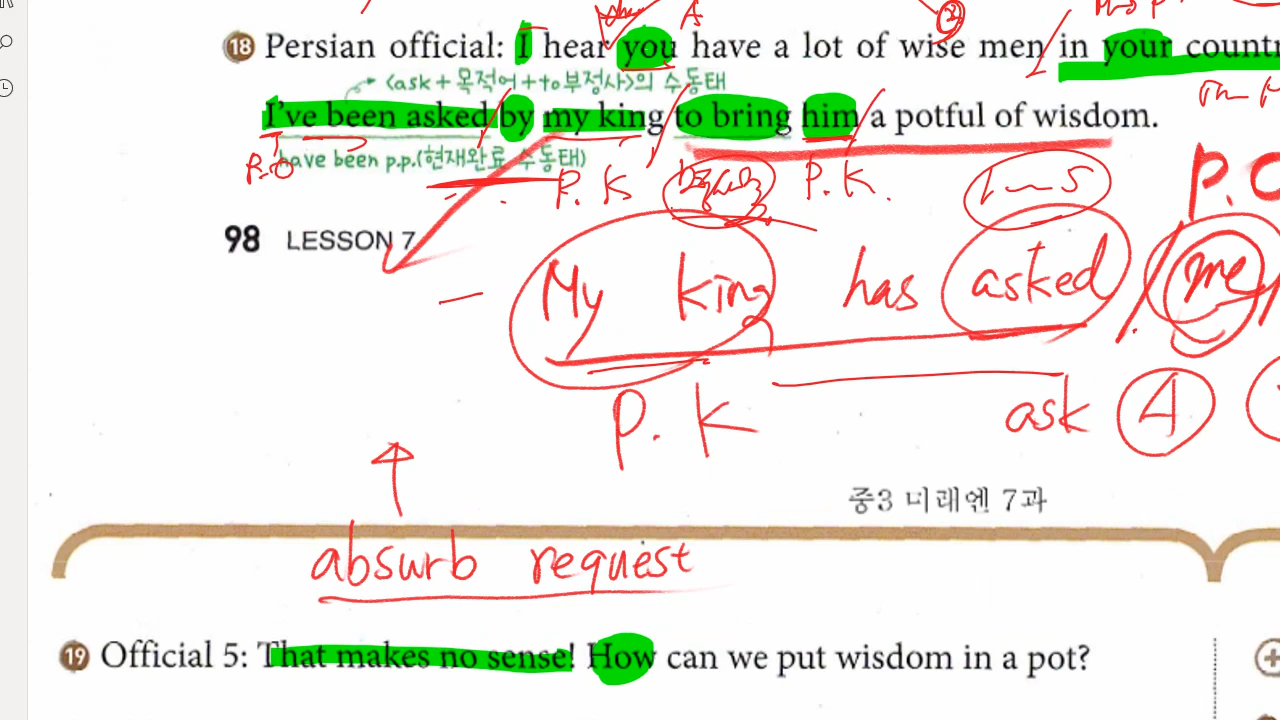 18 Persian official: I hear you have a lot of wise men in your countr
<ask + 목적어 + to부정사>의 수동태
I've been asked by my king to bring him a potful of wisdom.
have been p.p.(현재완료 수동태)
P.O
P.K
P.K.
P.O
98 LESSON 7
My king has asked me
P.K
ask 4
중3 미래엔 7과
absurb request
19 Official 5: That makes no sense! How can we put wisdom in a pot?